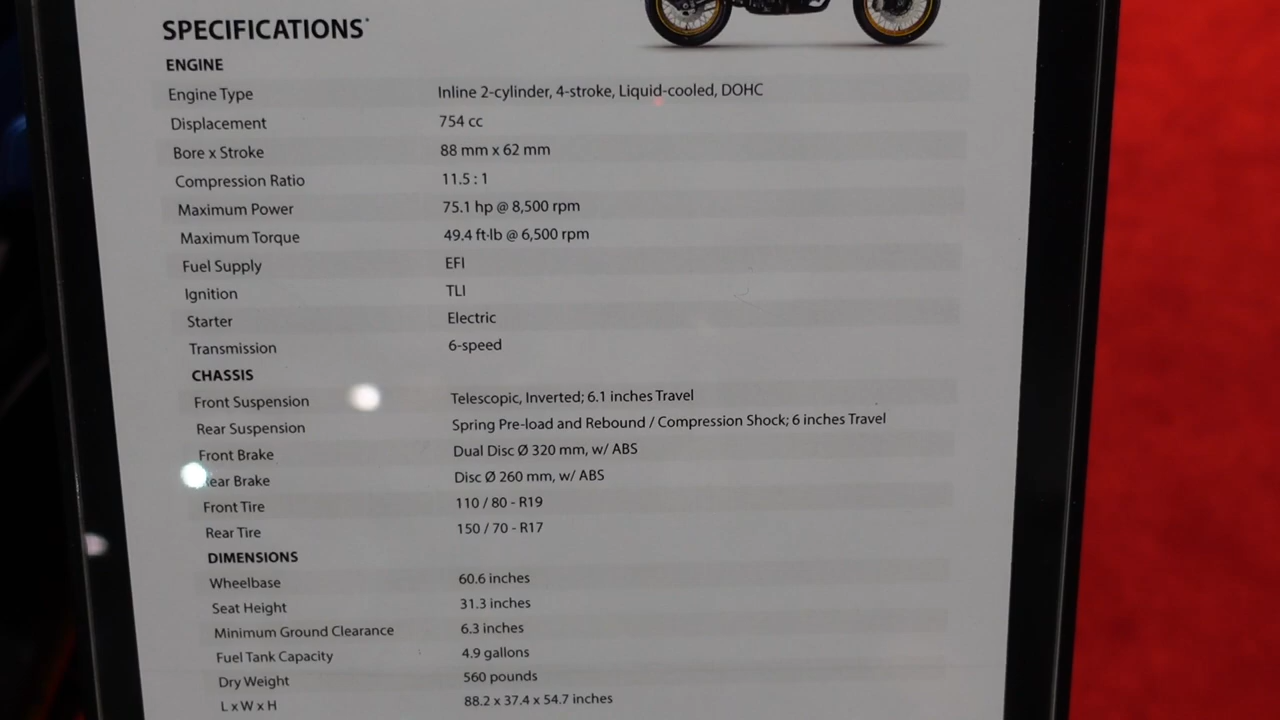 SPECIFICATIONS*
ENGINE
Engine Type Inline 2-cylinder, 4-stroke, Liquid-cooled, DOHC
Displacement 754 cc
Bore x Stroke 88 mm x 62 mm
Compression Ratio 11.5 : 1
Maximum Power 75.1 hp @ 8,500 rpm
Maximum Torque 49.4 ft·lb @ 6,500 rpm
Fuel Supply EFI
Ignition TLI
Starter Electric
Transmission 6-speed
CHASSIS
Front Suspension Telescopic, Inverted; 6.1 inches Travel
Rear Suspension Spring Pre-load and Rebound / Compression Shock; 6 inches Travel
Front Brake Dual Disc Ø 320 mm, w/ ABS
Rear Brake Disc Ø 260 mm, w/ ABS
Front Tire 110 / 80 - R19
Rear Tire 150 / 70 - R17
DIMENSIONS
Wheelbase 60.6 inches
Seat Height 31.3 inches
Minimum Ground Clearance 6.3 inches
Fuel Tank Capacity 4.9 gallons
Dry Weight 560 pounds
L x W x H 88.2 x 37.4 x 54.7 inches